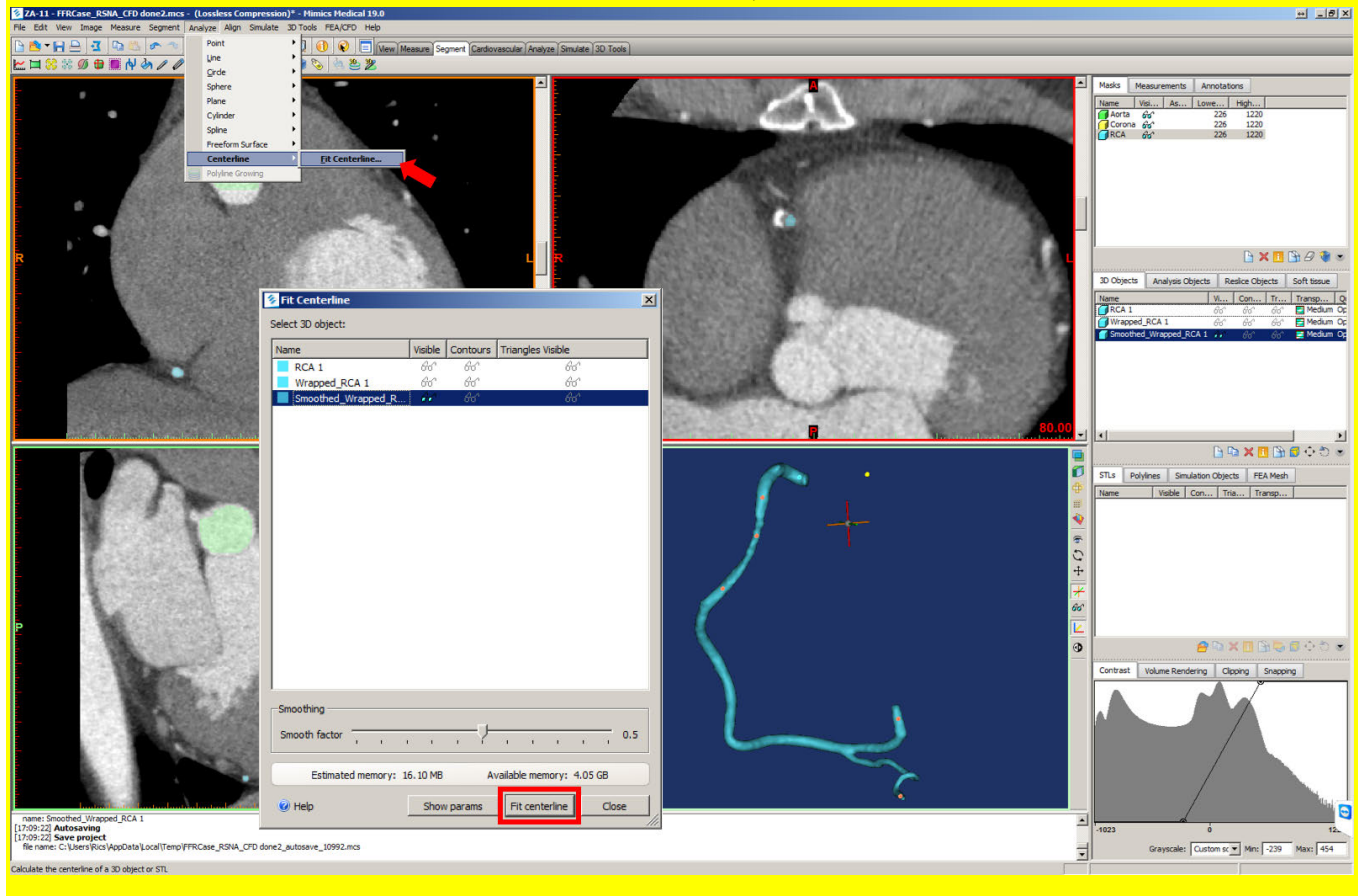 ZA-11 - FFRCase_RSNA_CFD done2.mcs - (Lossless Compression)* - Mimics Medical 19.0
File Edit View Image Measure Segment Analyze Align Simulate 3D Tools FEA/CFD Help
View Measure Segment Cardiovascular Analyze Simulate 3D Tools
Point
Line
Circle
Sphere
Plane
Cylinder
Spline
Freeform Surface
Centerline
Fit Centerline...
Polyline Growing
R
L
A
R
L
P
80.00
P
Fit Centerline
Select 3D object:
Name Visible Contours Triangles Visible
RCA 1
Wrapped_RCA 1
Smoothed_Wrapped_R...
Smoothing
Smooth factor 0.5
Estimated memory: 16.10 MB Available memory: 4.05 GB
Help Show params Fit centerline Close
Masks Measurements Annotations
Name Visi... As... Lowe... High...
Aorta 226 1220
Corona 226 1220
RCA 226 1220
3D Objects Analysis Objects Reslice Objects Soft tissue
Name Vi... Con... Tr... Transp... Q
RCA 1 Medium Op
Wrapped_RCA 1 Medium Op
Smoothed_Wrapped_RCA 1 Medium Op
STLs Polylines Simulation Objects FEA Mesh
Name Visible Con... Tria... Transp...
Contrast Volume Rendering Clipping Snapping
-1023 0
Grayscale: Custom sc Min: -239 Max: 454
name: Smoothed_Wrapped_RCA 1
[17:09:22] Autosaving
[17:09:22] Save project
file name: C:\Users\Rics\AppData\Local\Temp\FFRCase_RSNA_CFD done2_autosave_10992.mcs
Calculate the centerline of a 3D object or STL